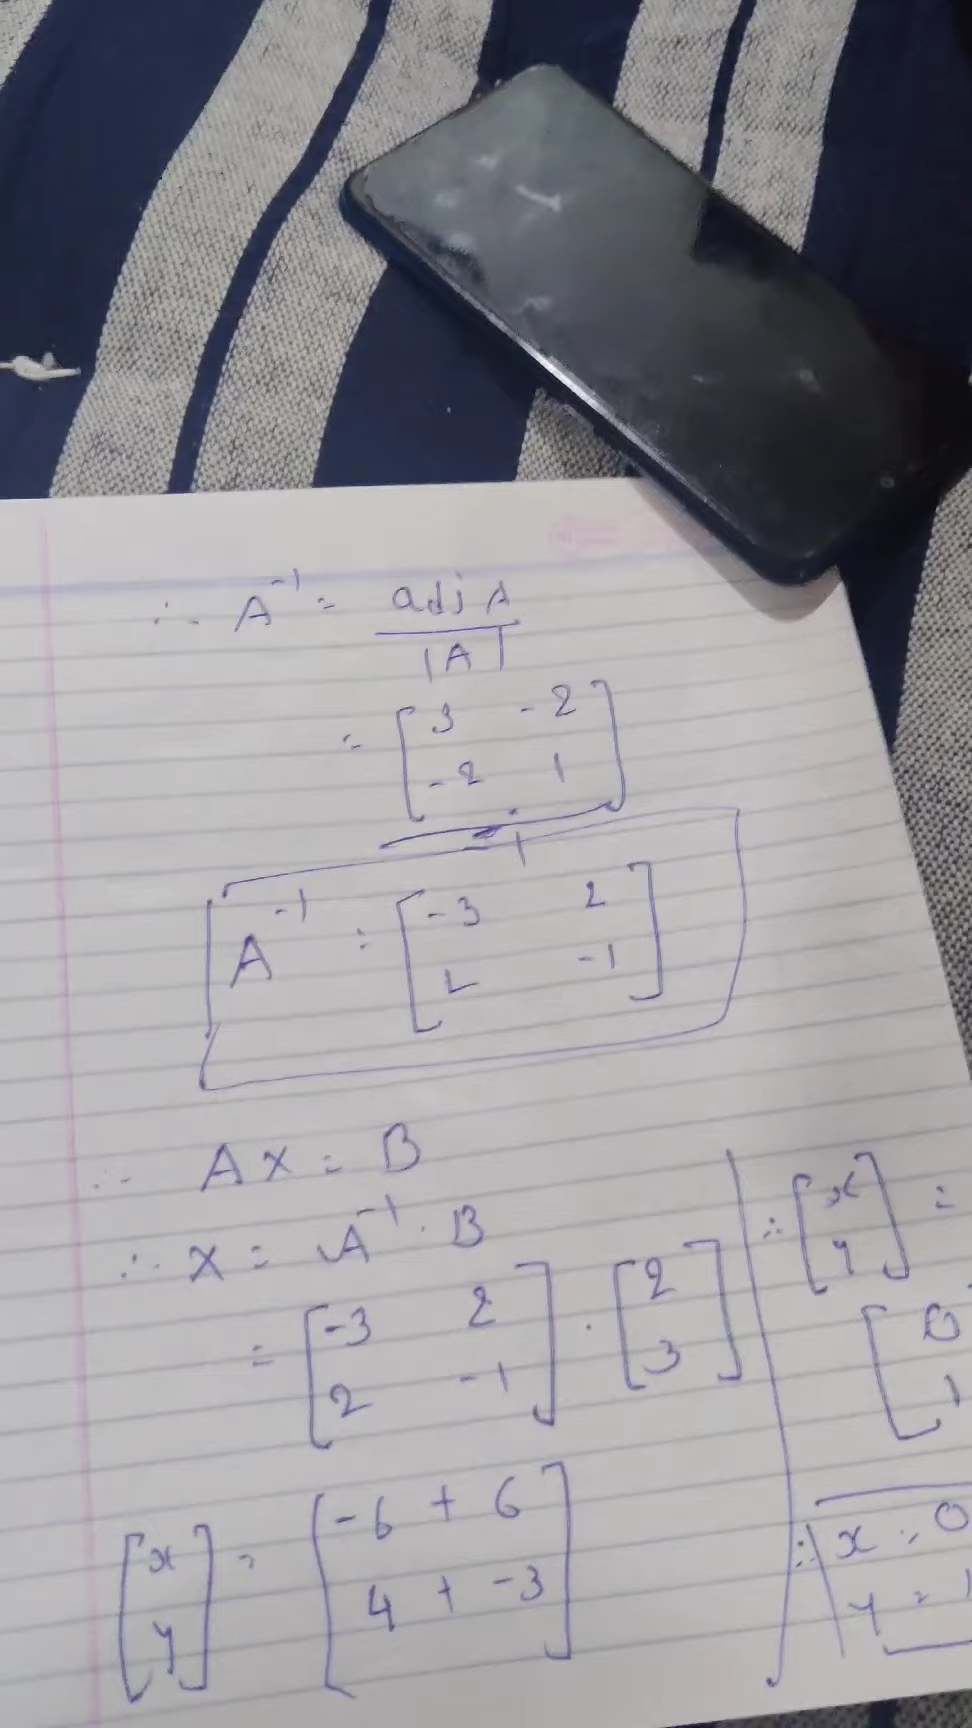 ∴ A⁻¹ = adj A
|A|
= [3 -2
-2 1]
-1
A⁻¹ = [-3 2
2 -1]
∴ AX = B
∴ X = A⁻¹ · B
= [-3 2
2 -1] · [2
3]
[x
y] = [-6 + 6
4 + -3]
∴ [x
y] =
[0
1
∴ x = 0
y = 1